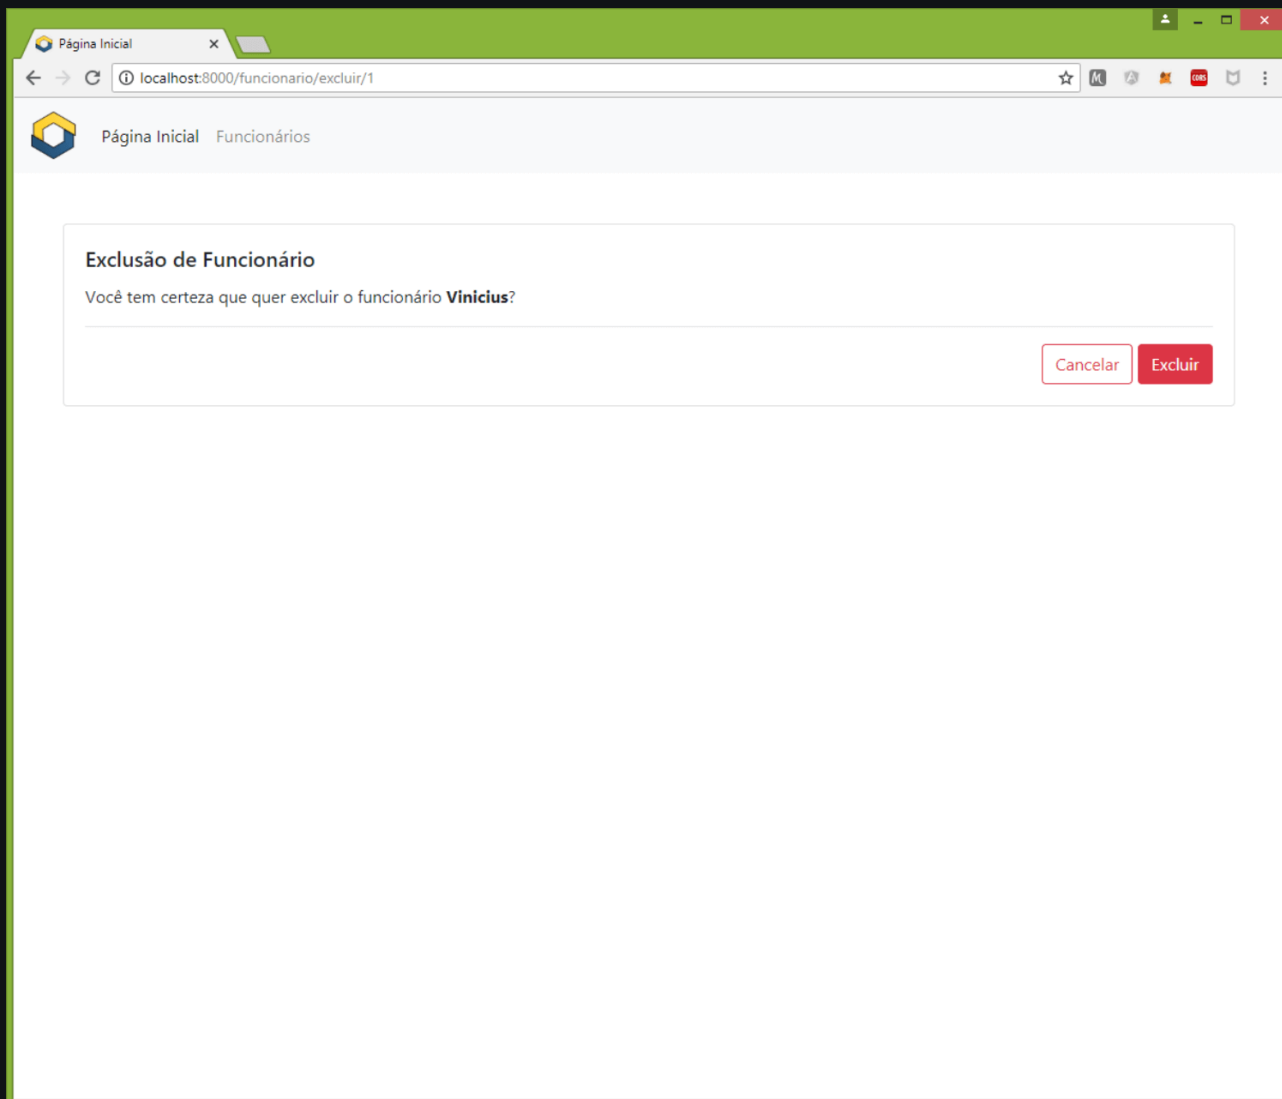 Página Inicial
localhost:8000/funcionario/excluir/1
CORS
Página Inicial Funcionários
Exclusão de Funcionário
Você tem certeza que quer excluir o funcionário Vinicius?
Cancelar Excluir